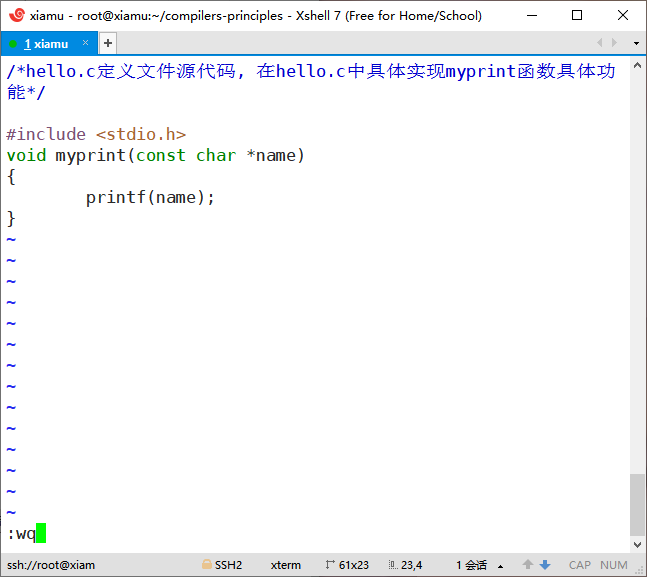 xiamu - root@xiamu:~/compilers-principles - Xshell 7 (Free for Home/School)
1 xiamu × +
/*hello.c定义文件源代码, 在hello.c中具体实现myprint函数具体功
能*/
#include <stdio.h>
void myprint(const char *name)
{
        printf(name);
}
~
~
~
~
~
~
~
~
~
~
~
~
~
~
:wq
ssh://root@xiam SSH2 xterm 61x23 23,4 1 会话 CAP NUM